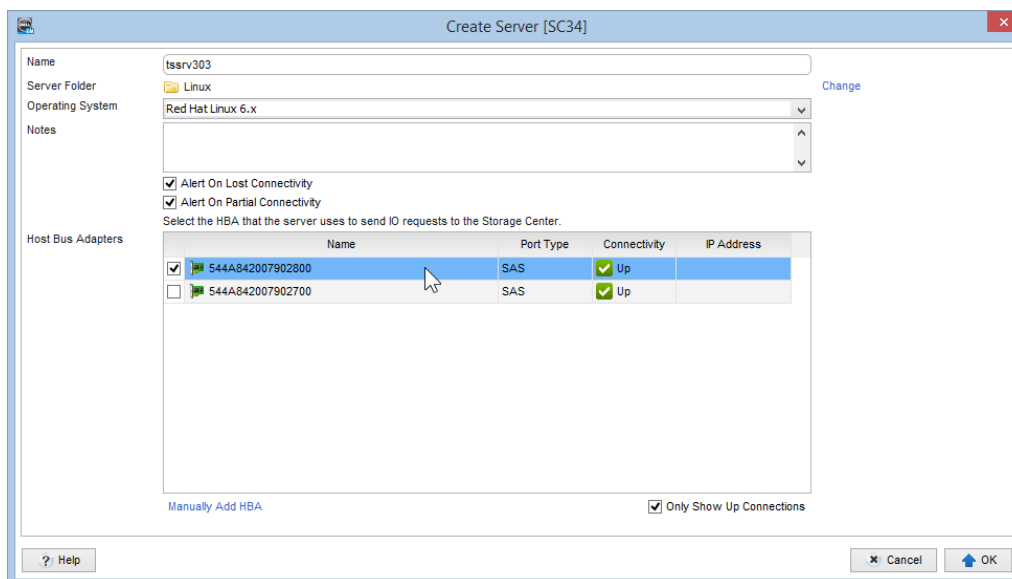 Create Server [SC34]
Name
tssrv303
Server Folder
Linux
Change
Operating System
Red Hat Linux 6.x
Notes
Alert On Lost Connectivity
Alert On Partial Connectivity
Select the HBA that the server uses to send IO requests to the Storage Center.
Host Bus Adapters
Name Port Type Connectivity IP Address
544A842007902800 SAS Up
544A842007902700 SAS Up
Manually Add HBA
Only Show Up Connections
? Help
Cancel
OK